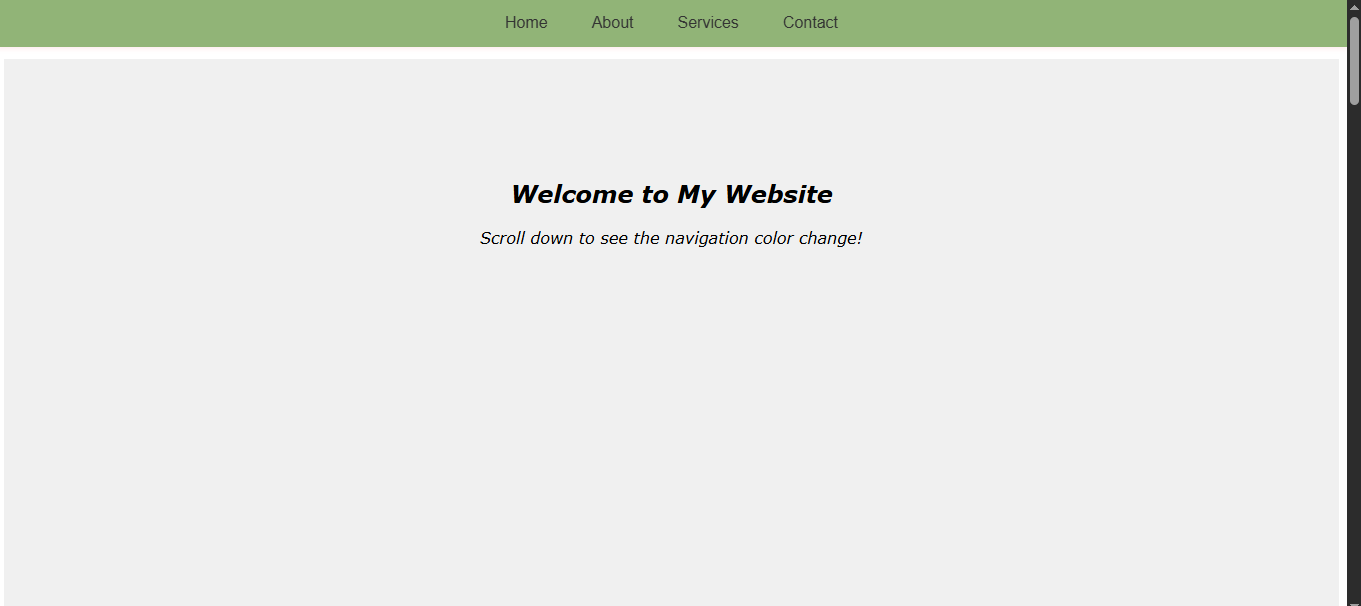 Home About Services Contact
Welcome to My Website
Scroll down to see the navigation color change!